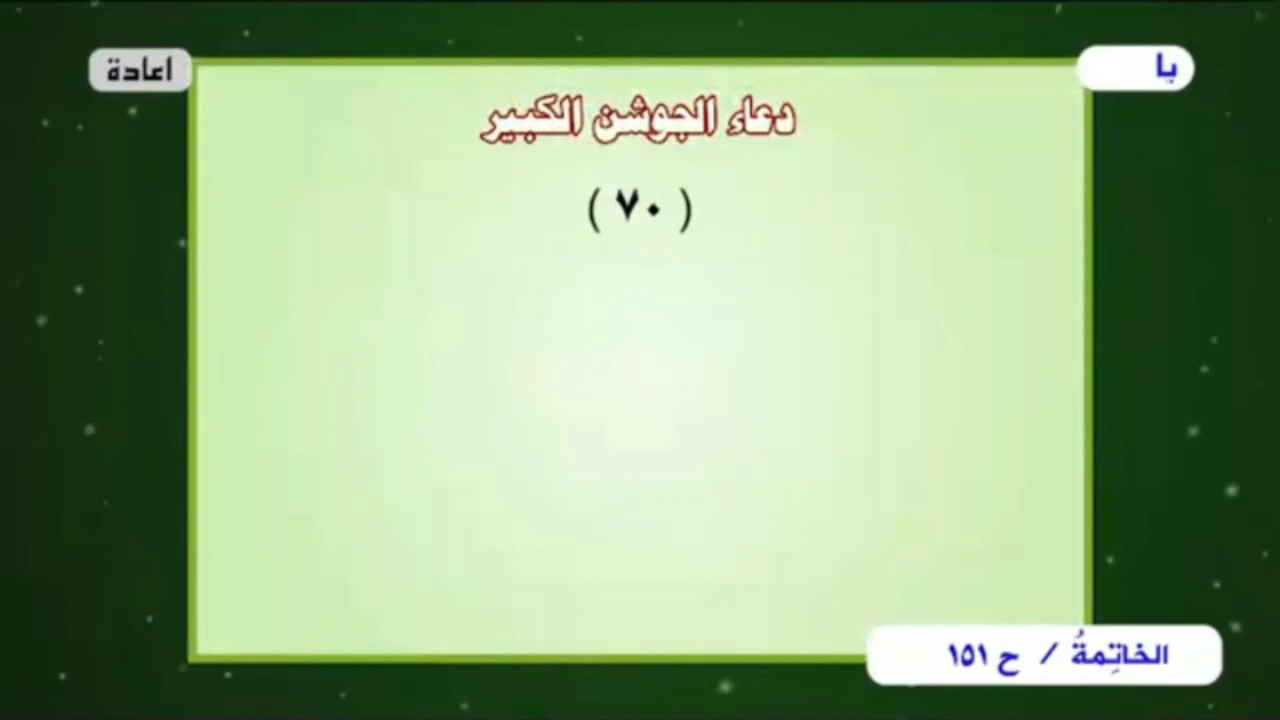 با
اعادة
دعاء الجوشن الكبير
( ٧٠ )
الخاتِمةُ / ح ١٥١